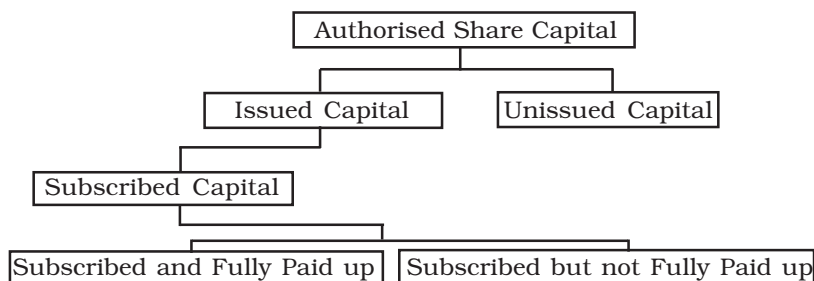 Authorised Share Capital
Issued Capital
Unissued Capital
Subscribed Capital
Subscribed and Fully Paid up
Subscribed but not Fully Paid up